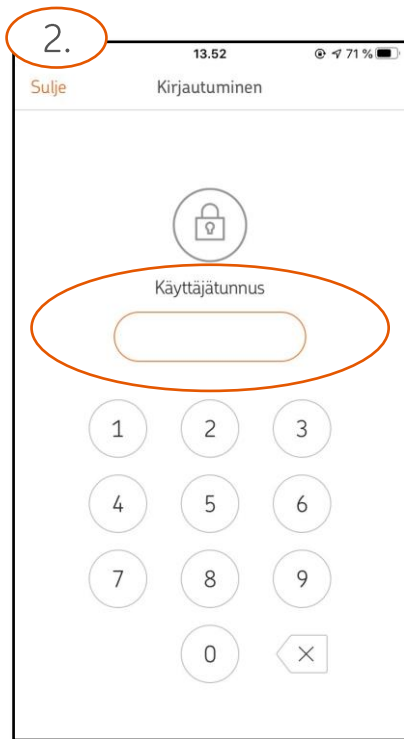 2.
13.52 71 %
Sulje Kirjautuminen
Käyttäjätunnus
1 2 3
4 5 6
7 8 9
0